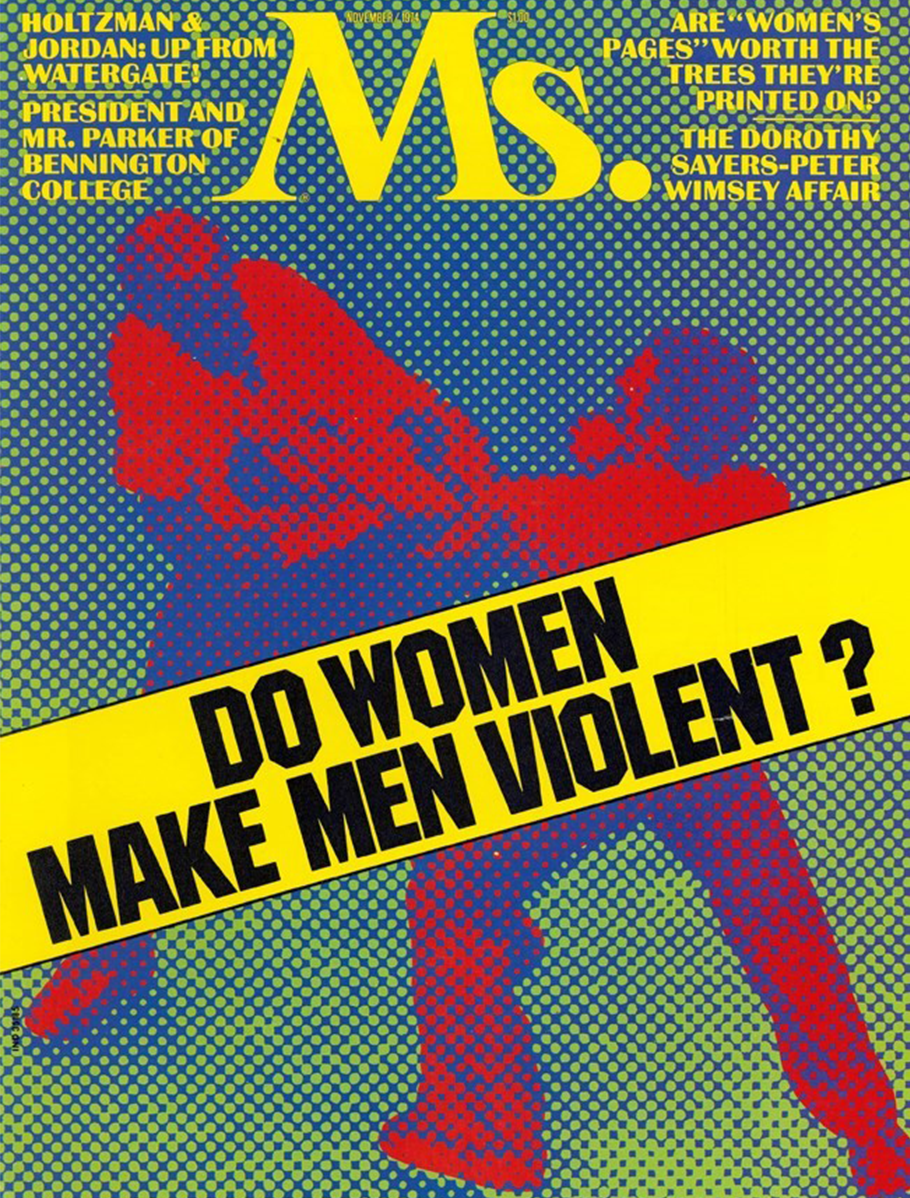 NOVEMBER/1974
$1.00
HOLTZMAN &
JORDAN: UP FROM
WATERGATE!
PRESIDENT AND
MR. PARKER OF
BENNINGTON
COLLEGE
Ms.
ARE "WOMEN'S
PAGES" WORTH THE
TREES THEY'RE
PRINTED ON?
THE DOROTHY
SAYERS-PETER
WIMSEY AFFAIR
DO WOMEN
MAKE MEN VIOLENT?